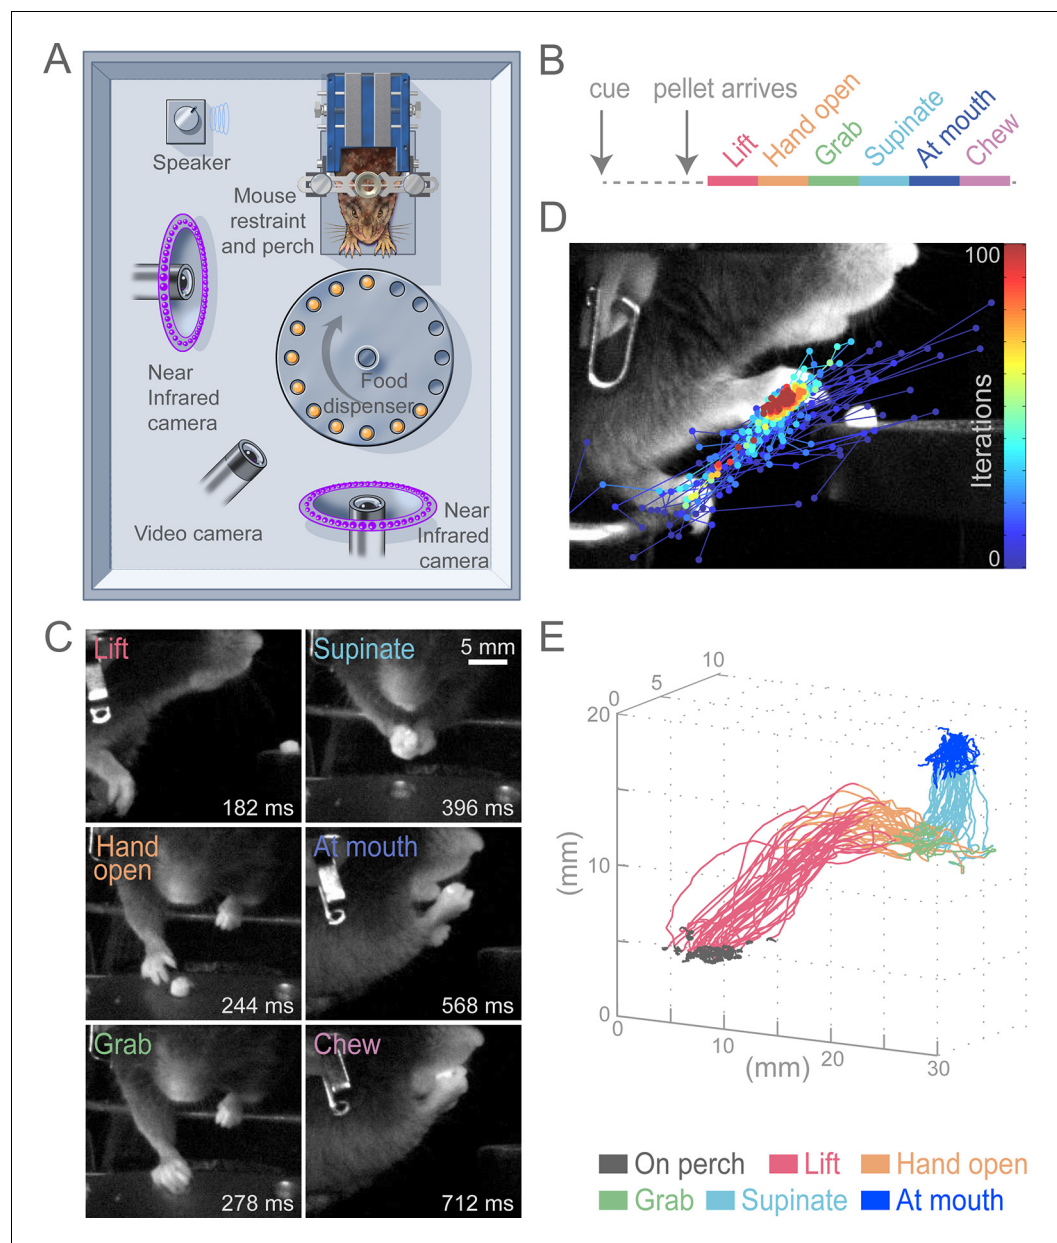 A
Speaker
Mouse
restraint
and perch
Near
Infrared
camera
Food
dispenser
Video camera
Near
Infrared
camera
B
cue
pellet arrives
Lift
Hand open
Grab
Supinate
At mouth
Chew
D
100
Iterations
0
C
Lift
182 ms
Supinate
5 mm
396 ms
Hand
open
244 ms
At mouth
568 ms
Grab
278 ms
Chew
712 ms
E
10
5
0
20
10
0
(mm)
0
10
20
30
(mm)
On perch
Lift
Hand open
Grab
Supinate
At mouth